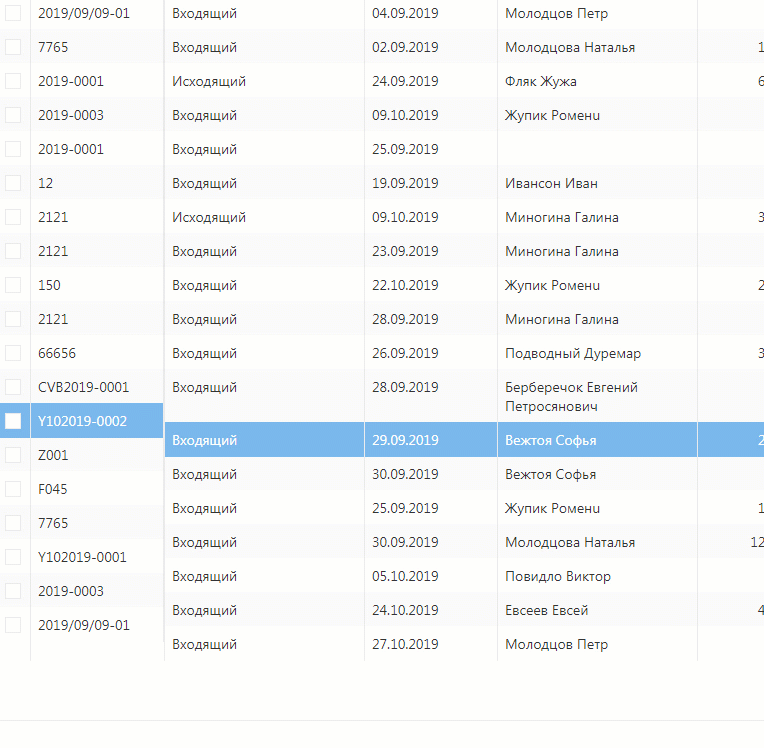 2019/09/09-01 Входящий 04.09.2019 Молодцов Петр
7765 Входящий 02.09.2019 Молодцова Наталья 1
2019-0001 Исходящий 24.09.2019 Фляк Жужа 6
2019-0003 Входящий 09.10.2019 Жупик Роменu
2019-0001 Входящий 25.09.2019
12 Входящий 19.09.2019 Ивансон Иван
2121 Исходящий 09.10.2019 Миногина Галина 3
2121 Входящий 23.09.2019 Миногина Галина
150 Входящий 22.10.2019 Жупик Роменu 2
2121 Входящий 28.09.2019 Миногина Галина
66656 Входящий 26.09.2019 Подводный Дуремар 3
CVB2019-0001 Входящий 28.09.2019 Берберечок Евгений
Петросянович
Y102019-0002 Входящий 29.09.2019 Вежтоя Софья 2
Z001 Входящий 30.09.2019 Вежтоя Софья
F045 Входящий 25.09.2019 Жупик Роменu 1
7765 Входящий 30.09.2019 Молодцова Наталья 12
Y102019-0001 Входящий 05.10.2019 Повидло Виктор
2019-0003 Входящий 24.10.2019 Евсеев Евсей 4
2019/09/09-01 Входящий 27.10.2019 Молодцов Петр